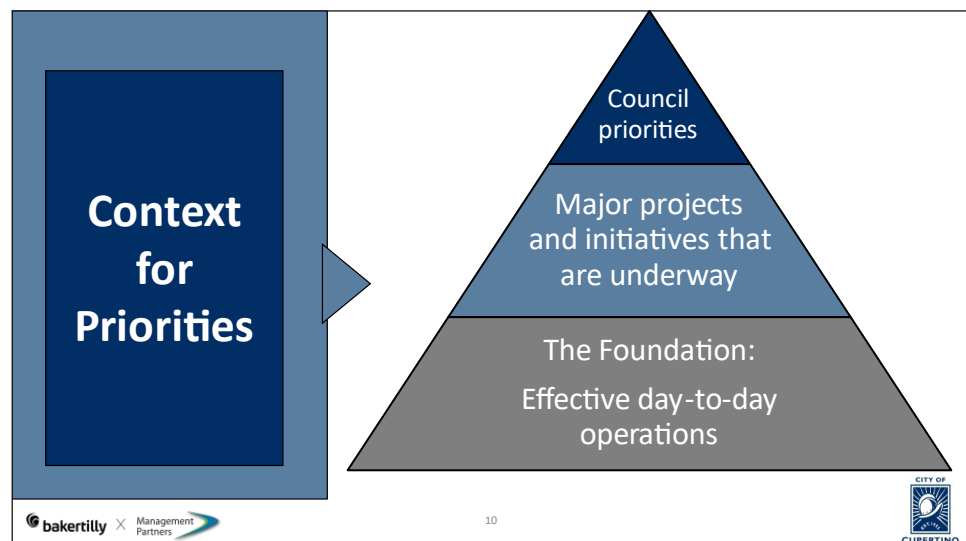 Context
for
Priorities
Council
priorities
Major projects
and initiatives that
are underway
The Foundation:
Effective day-to-day
operations
bakertilly X Management
Partners
10
CITY OF
CUPERTINO